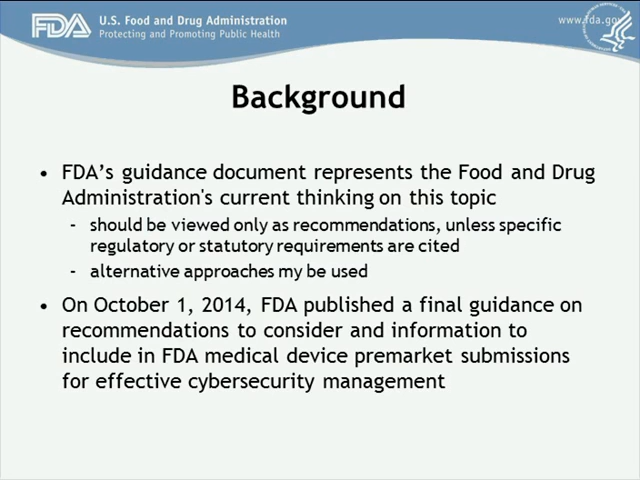 FDA
U.S. Food and Drug Administration
Protecting and Promoting Public Health
www.fda.gov
Background
• FDA's guidance document represents the Food and Drug
Administration's current thinking on this topic
- should be viewed only as recommendations, unless specific
regulatory or statutory requirements are cited
- alternative approaches my be used
• On October 1, 2014, FDA published a final guidance on
recommendations to consider and information to
include in FDA medical device premarket submissions
for effective cybersecurity management